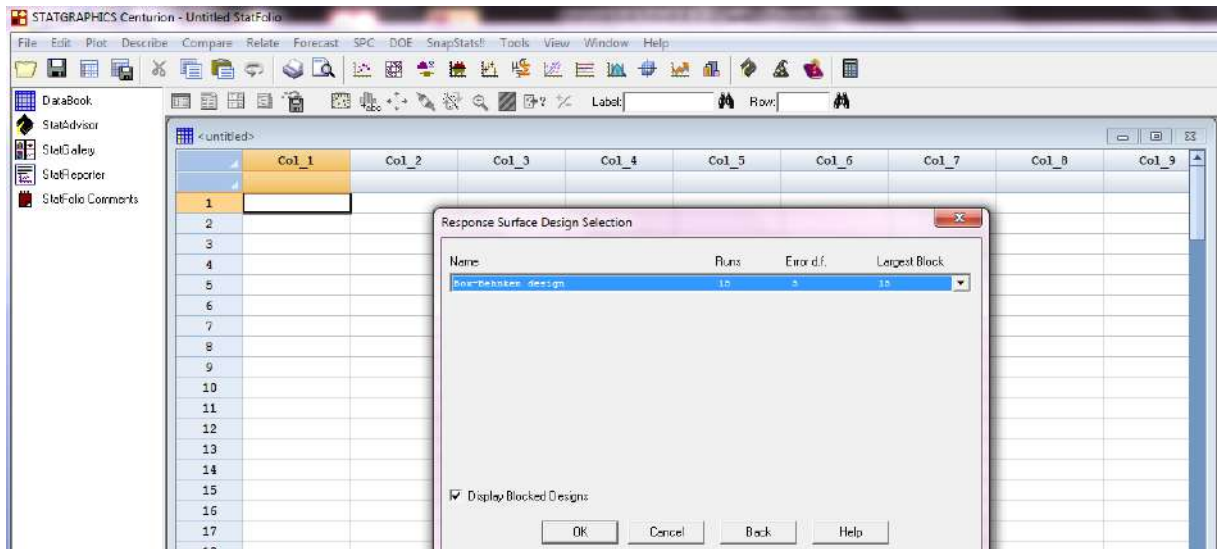 STATGRAPHICS Centurion - Untitled StatFolio
File Edit Plot Describe Compare Relate Forecast SPC DOE SnapStats!! Tools View Window Help
Label: Row:
DataBook
StatAdvisor
StatGallery
StatReporter
StatFolio Comments
<untitled>
Col_1 Col_2 Col_3 Col_4 Col_5 Col_6 Col_7 Col_8 Col_9
1
2
3
4
5
6
7
8
9
10
11
12
13
14
15
16
17
Response Surface Design Selection
Name Runs Error d.f. Largest Block
Box-Behnken design 15 5 15
Display Blocked Designs
OK Cancel Back Help